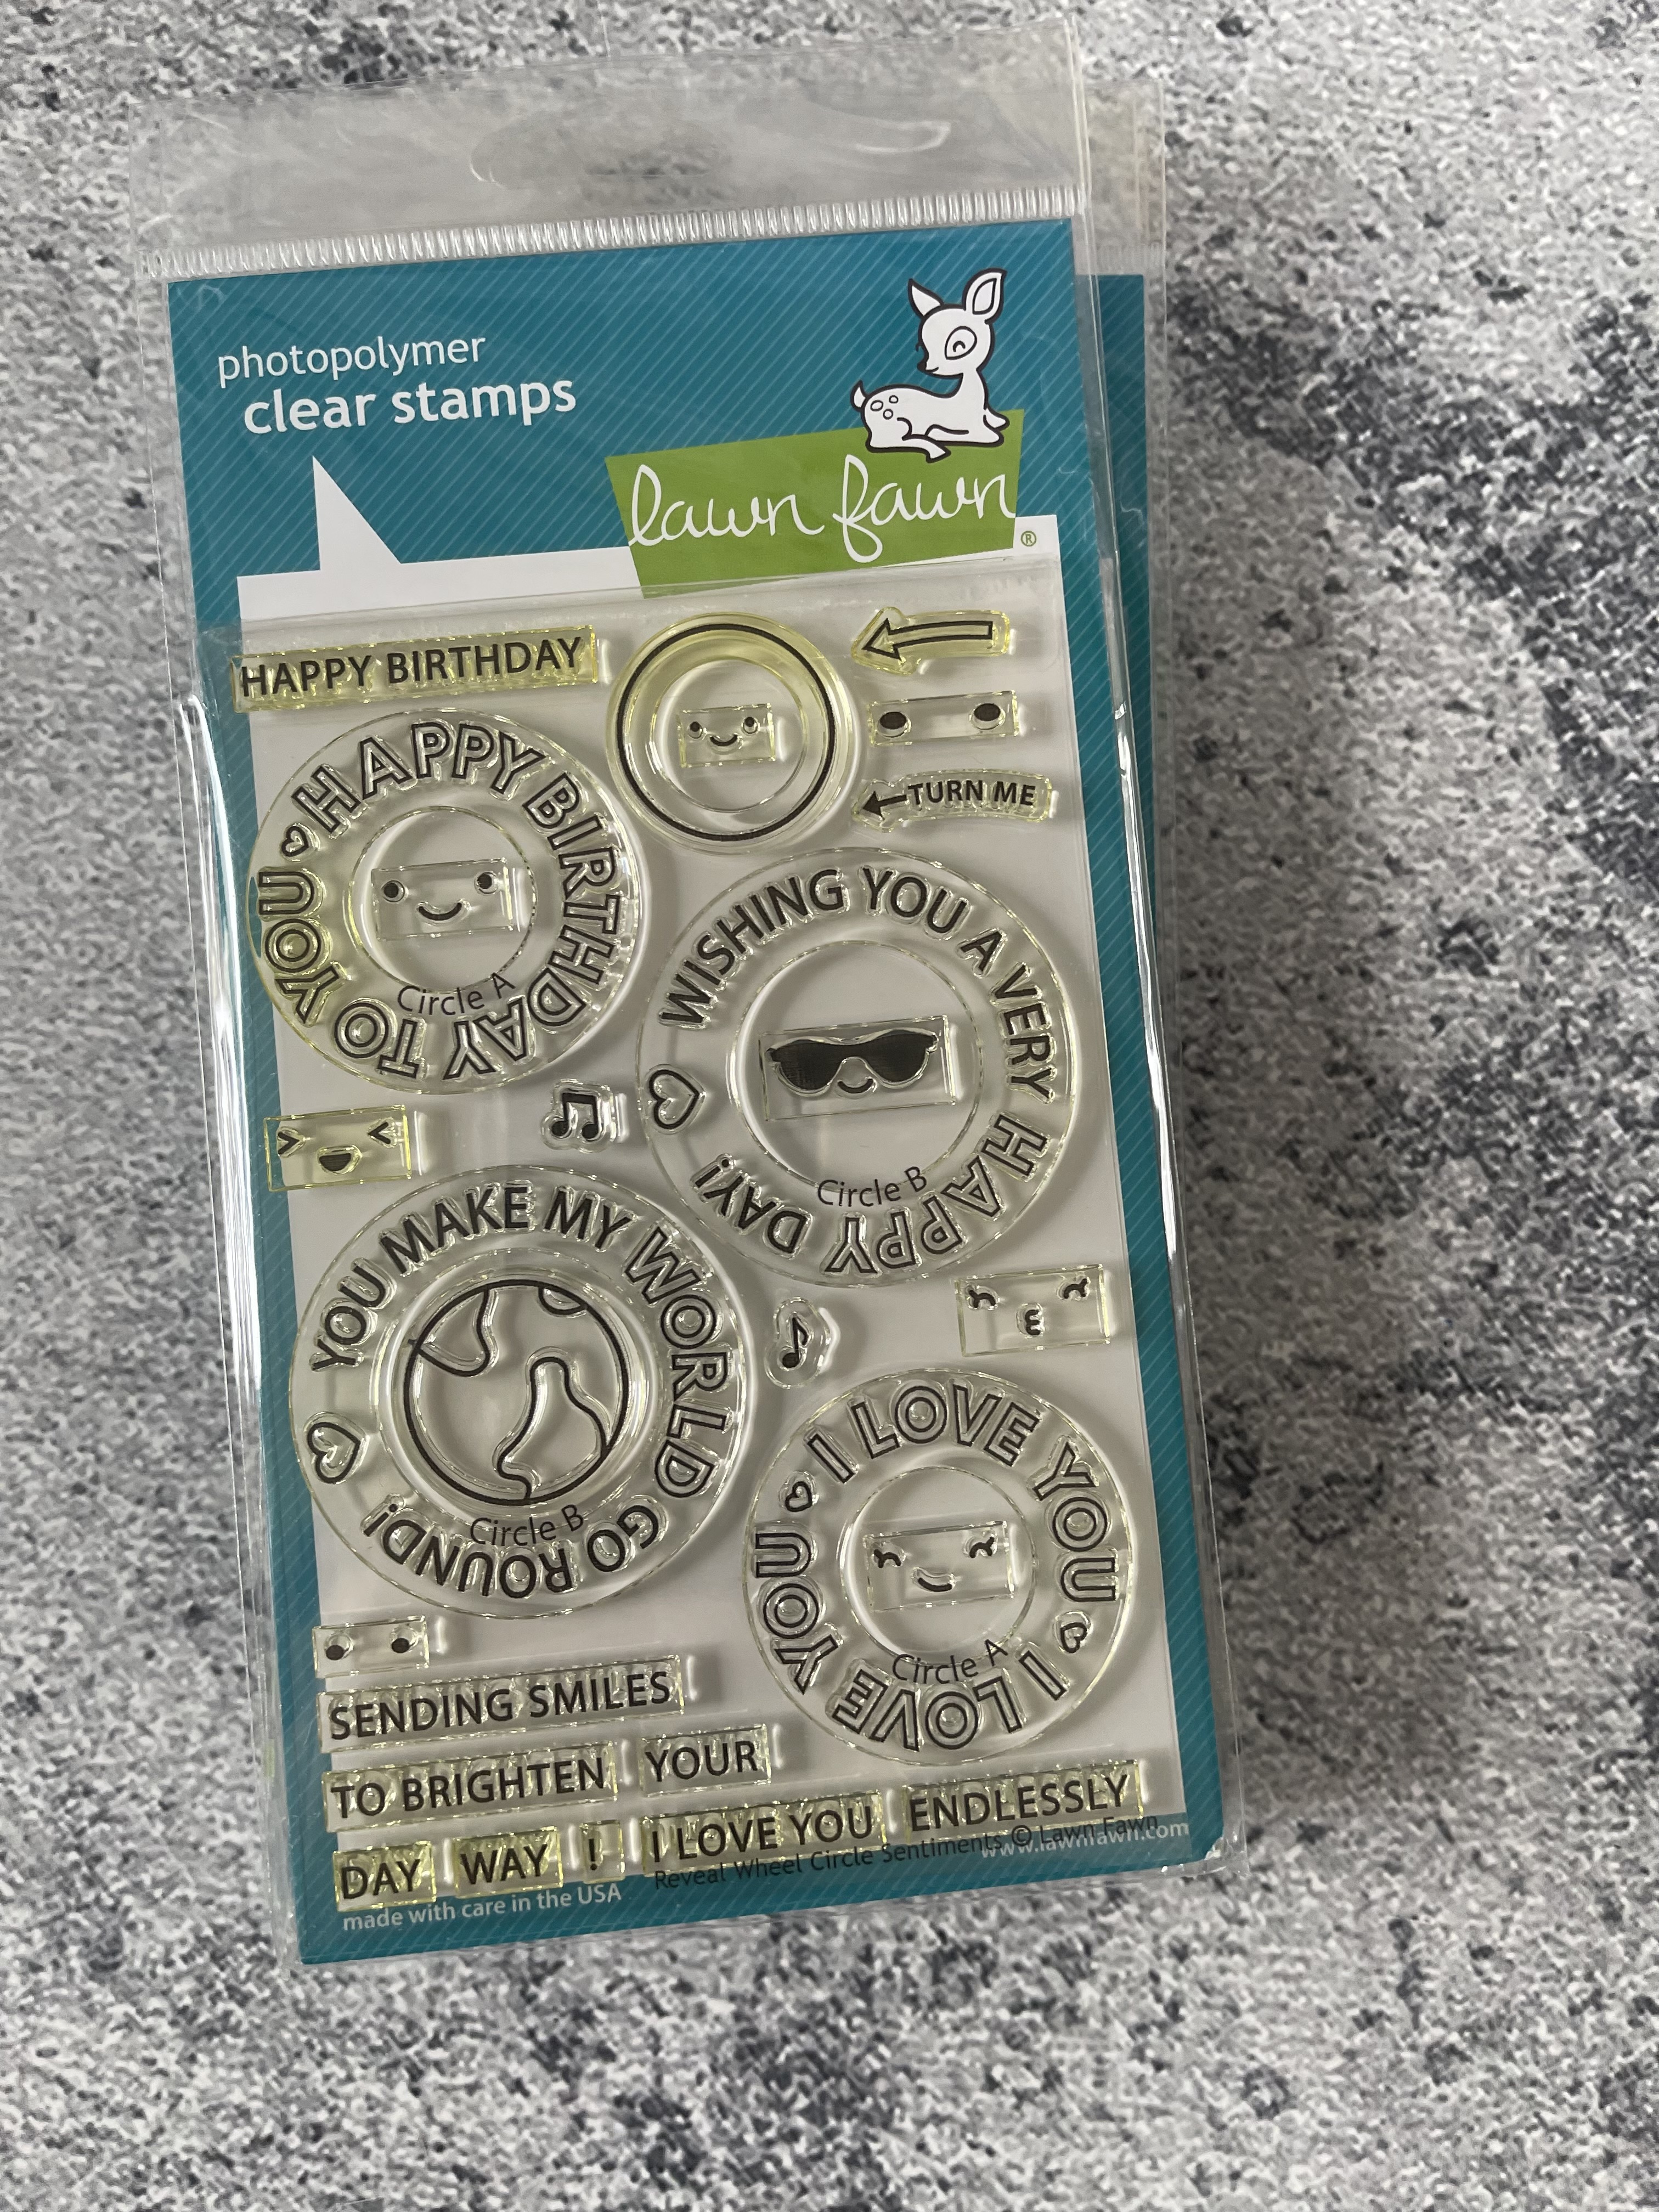 photopolymer
clear stamps
lawn fawn
®
HAPPY BIRTHDAY
TURN ME
HAPPY BIRTHDAY TO YOU
Circle A
WISHING YOU A VERY HAPPY DAY!
Circle B
YOU MAKE MY WORLD GO ROUND!
Circle B
I LOVE YOU I LOVE YOU
Circle A
SENDING SMILES
TO BRIGHTEN YOUR
DAY WAY ! I LOVE YOU ENDLESSLY
Reveal Wheel Circle Sentiments © Lawn Fawn
www.lawnfawn.com
made with care in the USA